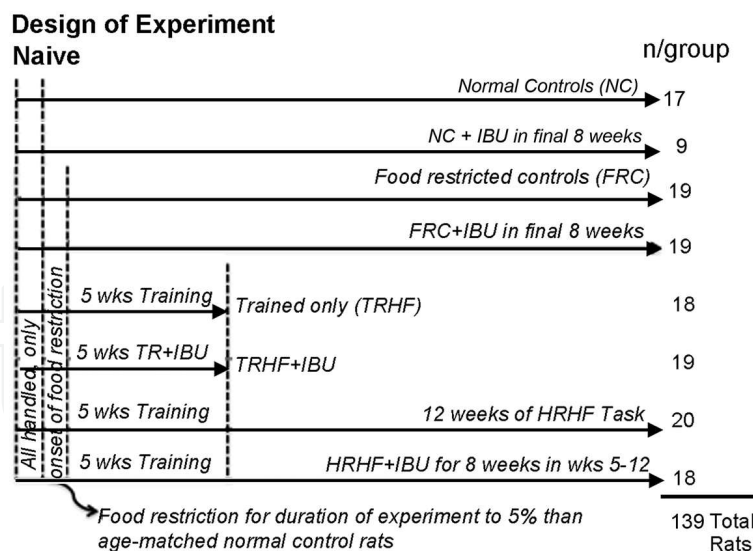 Design of Experiment
Naive
n/group
Normal Controls (NC)
17
NC + IBU in final 8 weeks
9
Food restricted controls (FRC)
19
FRC+IBU in final 8 weeks
19
5 wks Training
Trained only (TRHF)
18
5 wks TR+IBU
TRHF+IBU
19
5 wks Training
12 weeks of HRHF Task
20
5 wks Training
HRHF+IBU for 8 weeks in wks 5-12
18
All handled, only
onset of food restriction
Food restriction for duration of experiment to 5% than
age-matched normal control rats
139 Total
Rats